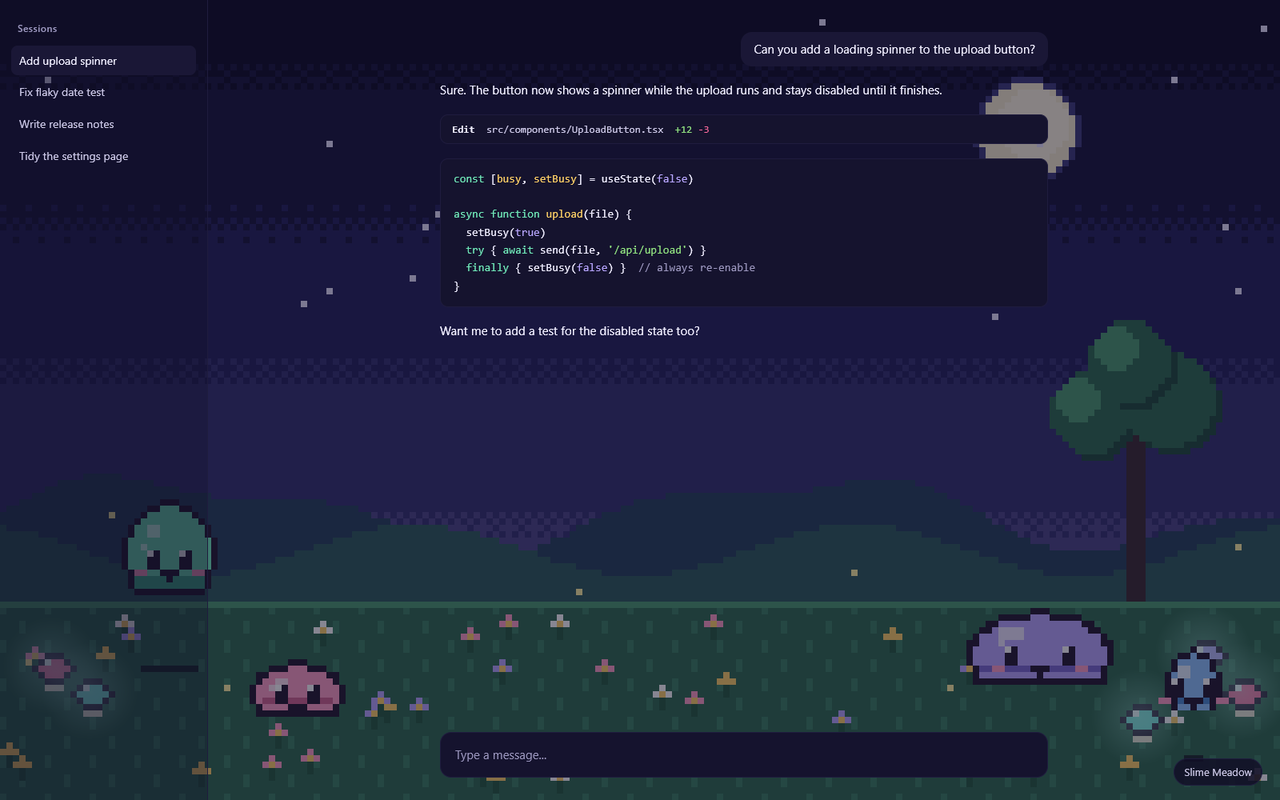 Sessions
Add upload spinner
Fix flaky date test
Write release notes
Tidy the settings page
Can you add a loading spinner to the upload button?
Sure. The button now shows a spinner while the upload runs and stays disabled until it finishes.
Edit src/components/UploadButton.tsx +12 -3
const [busy, setBusy] = useState(false)
async function upload(file) {
setBusy(true)
try { await send(file, '/api/upload') }
finally { setBusy(false) } // always re-enable
}
Want me to add a test for the disabled state too?
Type a message...
Slime Meadow